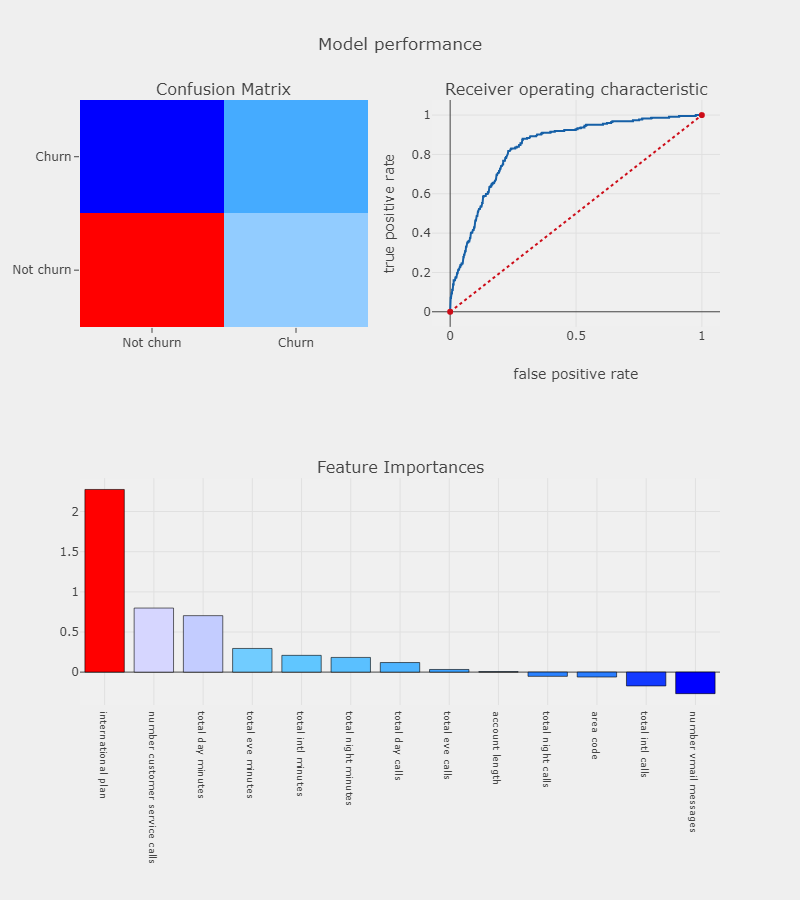 Model performance
Confusion Matrix
Churn
Not churn
Not churn
Churn
Receiver operating characteristic
true positive rate
1
0.8
0.6
0.4
0.2
0
0
0.5
1
false positive rate
Feature Importances
2
1.5
1
0.5
0
international plan
number customer service calls
total day minutes
total eve minutes
total intl minutes
total night minutes
total day calls
total eve calls
account length
total night calls
area code
total intl calls
number vmail messages